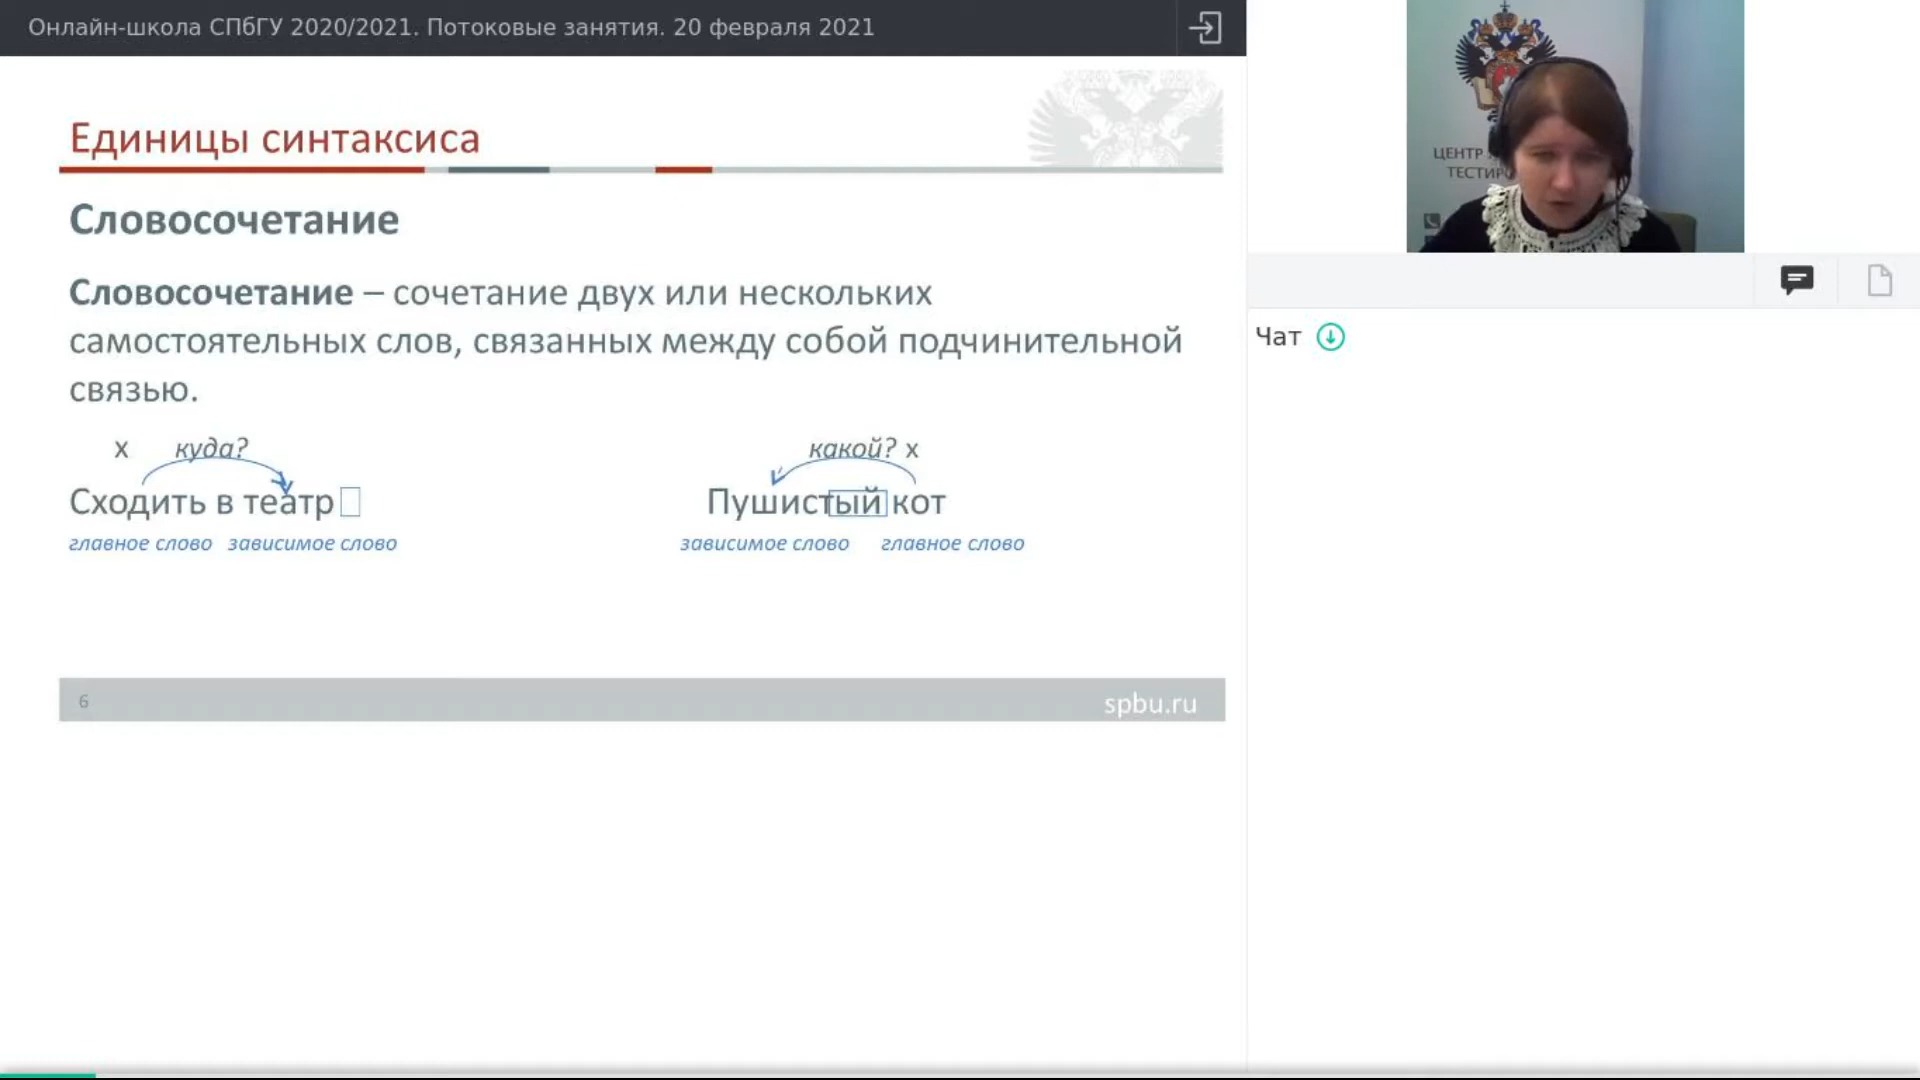 Онлайн-школа СПбГУ 2020/2021. Потоковые занятия. 20 февраля 2021
Единицы синтаксиса
Словосочетание
Словосочетание – сочетание двух или нескольких
самостоятельных слов, связанных между собой подчинительной
связью.
х куда?
Сходить в театр
главное слово зависимое слово
какой? х
Пушистый кот
зависимое слово главное слово
6
spbu.ru
ЦЕНТР
Чат